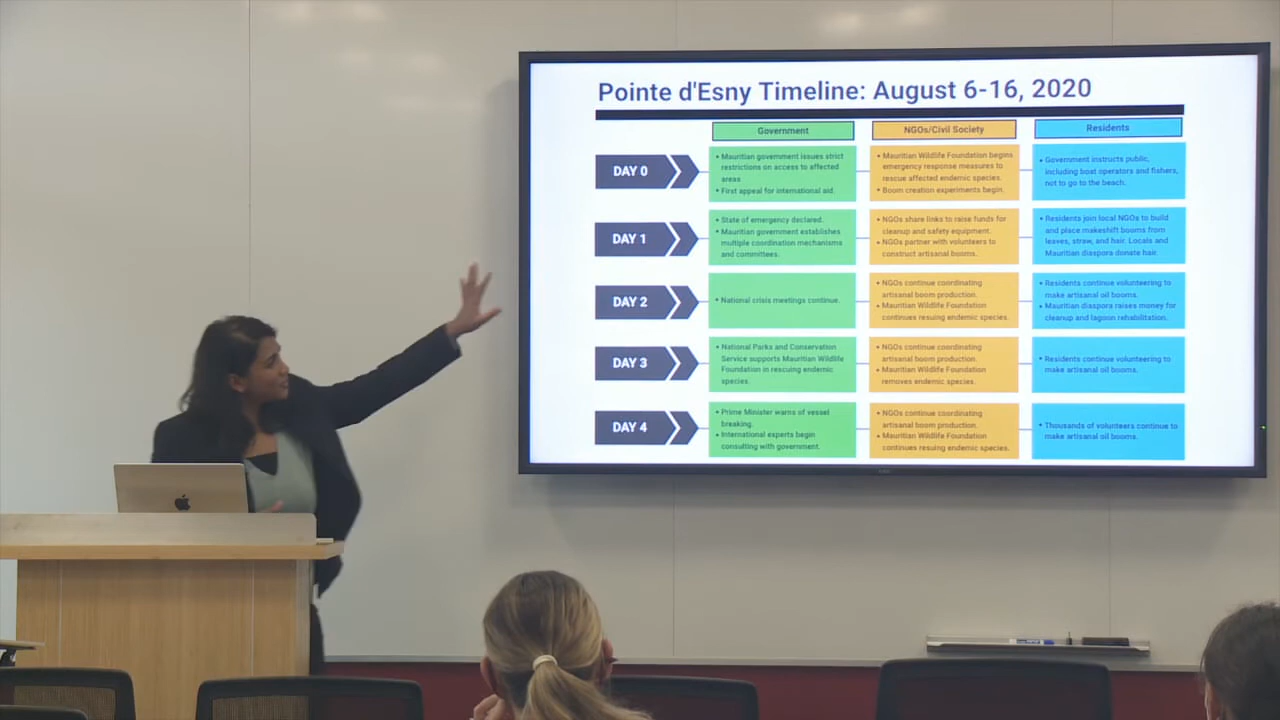 Pointe d'Esny Timeline: August 6-16, 2020
Government
NGOs/Civil Society
Residents
DAY 0
• Mauritian government issues strict
restrictions on access to affected
areas
• First appeal for international aid.
• Mauritian Wildlife Foundation begins
emergency response measures to
rescue affected endemic species.
• Boom creation experiments begin.
• Government instructs public,
including boat operators and fishers,
not to go to the beach.
DAY 1
• State of emergency declared.
• Mauritian government establishes
multiple coordination mechanisms
and committees.
• NGOs share links to raise funds for
cleanup and safety equipment.
• NGOs partner with volunteers to
construct artisanal booms.
• Residents join local NGOs to build
and place makeshift booms from
leaves, straw, and hair. Locals and
Mauritian diaspora donate hair.
DAY 2
• National crisis meetings continue.
• NGOs continue coordinating
artisanal boom production.
• Mauritian Wildlife Foundation
continues resuing endemic species.
• Residents continue volunteering to
make artisanal oil booms.
• Mauritian diaspora raises money for
cleanup and lagoon rehabilitation.
DAY 3
• National Parks and Conservation
Service supports Mauritian Wildlife
Foundation in rescuing endemic
species.
• NGOs continue coordinating
artisanal boom production.
• Mauritian Wildlife Foundation
removes endemic species.
• Residents continue volunteering to
make artisanal oil booms.
DAY 4
• Prime Minister warns of vessel
breaking.
• International experts begin
consulting with government.
• NGOs continue coordinating
artisanal boom production.
• Mauritian Wildlife Foundation
continues resuing endemic species.
• Thousands of volunteers continue to
make artisanal oil booms.